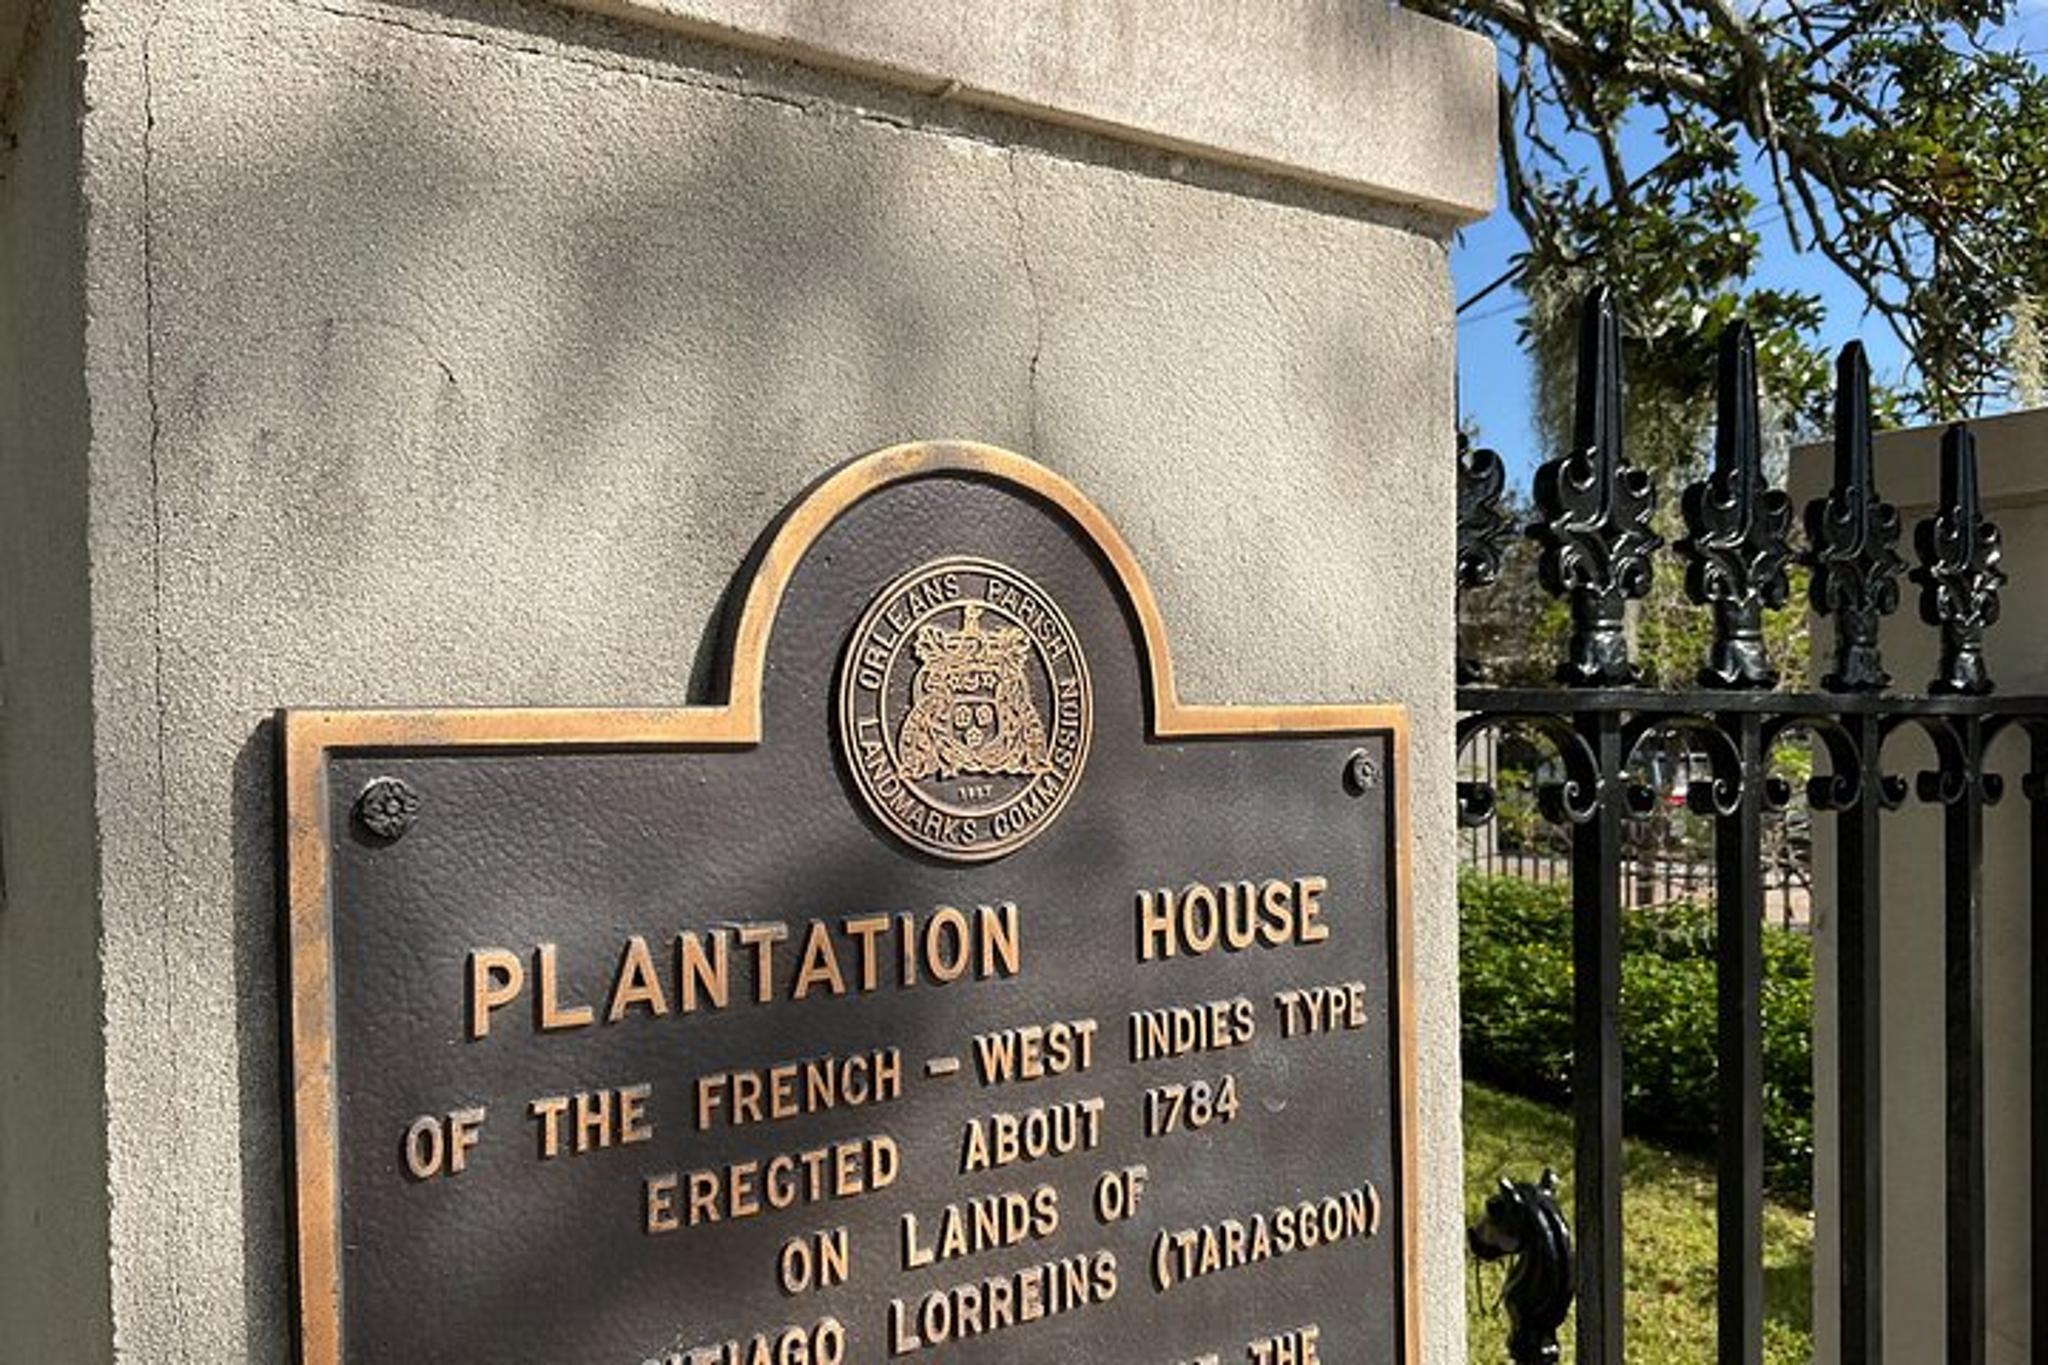 ORLEANS PARISH LANDMARKS COMMISSION
PLANTATION HOUSE
OF THE FRENCH - WEST INDIES TYPE
ERECTED ABOUT 1784
ON LANDS OF
LORREINS (TARASCON)
THE